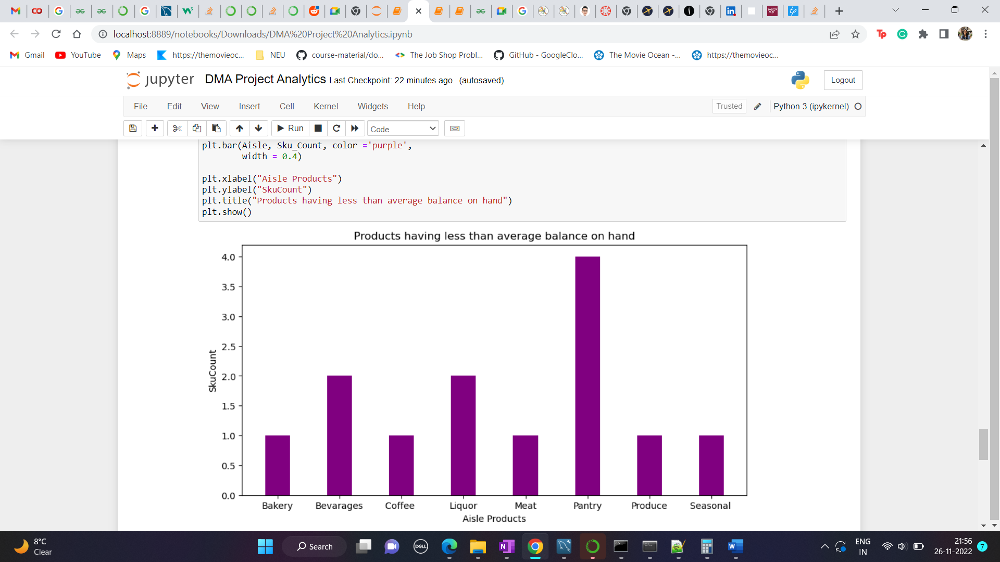 localhost:8889/notebooks/Downloads/DMA%20Project%20Analytics.ipynb
Gmail YouTube Maps https://themovieoc... NEU course-material/do... The Job Shop Probl... GitHub - GoogleClo... The Movie Ocean -... https://themovieoc...
jupyter DMA Project Analytics Last Checkpoint: 22 minutes ago (autosaved) Logout
File Edit View Insert Cell Kernel Widgets Help Trusted Python 3 (ipykernel)
Run Code
plt.bar(Aisle, Sku_Count, color ='purple',
width = 0.4)
plt.xlabel("Aisle Products")
plt.ylabel("SkuCount")
plt.title("Products having less than average balance on hand")
plt.show()
Products having less than average balance on hand
4.0
3.5
3.0
2.5
2.0
1.5
1.0
0.5
0.0
SkuCount
Bakery Bevarages Coffee Liquor Meat Pantry Produce Seasonal
Aisle Products
8°C
Clear
Search
ENG
IN
21:56
26-11-2022
7